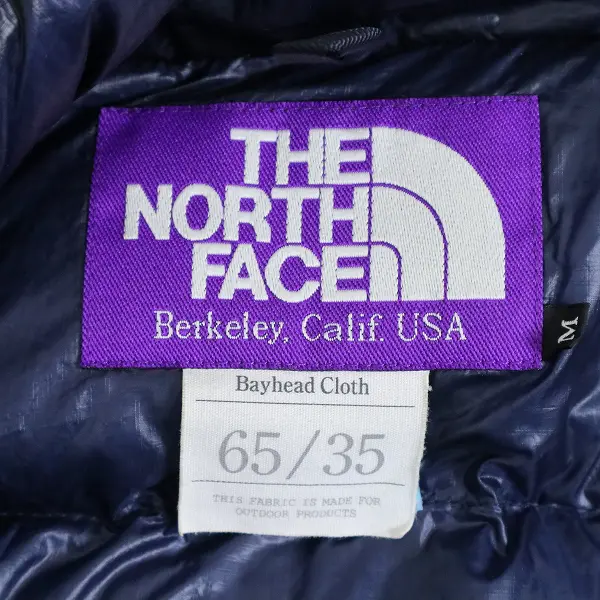 THE
NORTH
FACE
Berkeley, Calif. USA
M
Bayhead Cloth
65/35
THIS FABRIC IS MADE FOR
OUTDOOR PRODUCTS